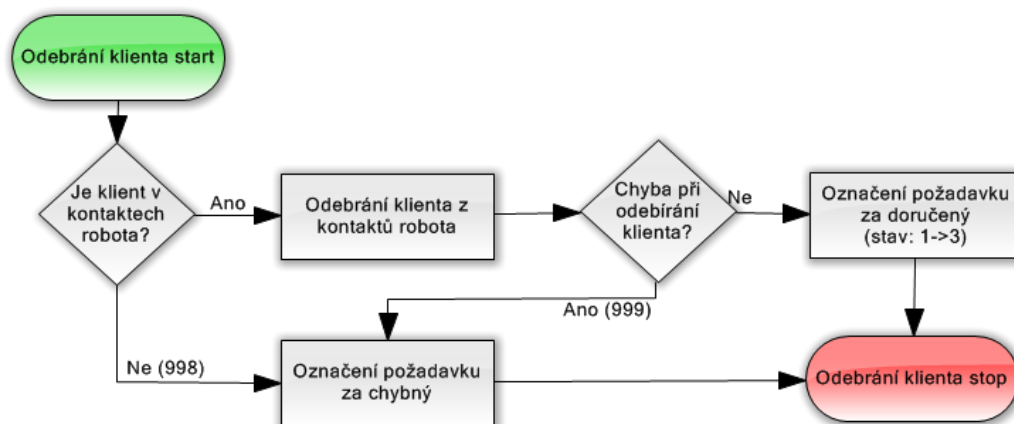 Odebrání klienta start
Je klient v
kontaktech
robota?
Ano
Odebrání klienta z
kontaktů robota
Chyba při
odebírání
klienta?
Ne
Označení požadavku
za doručený
(stav: 1->3)
Ano (999)
Ne (998)
Označení požadavku
za chybný
Odebrání klienta stop